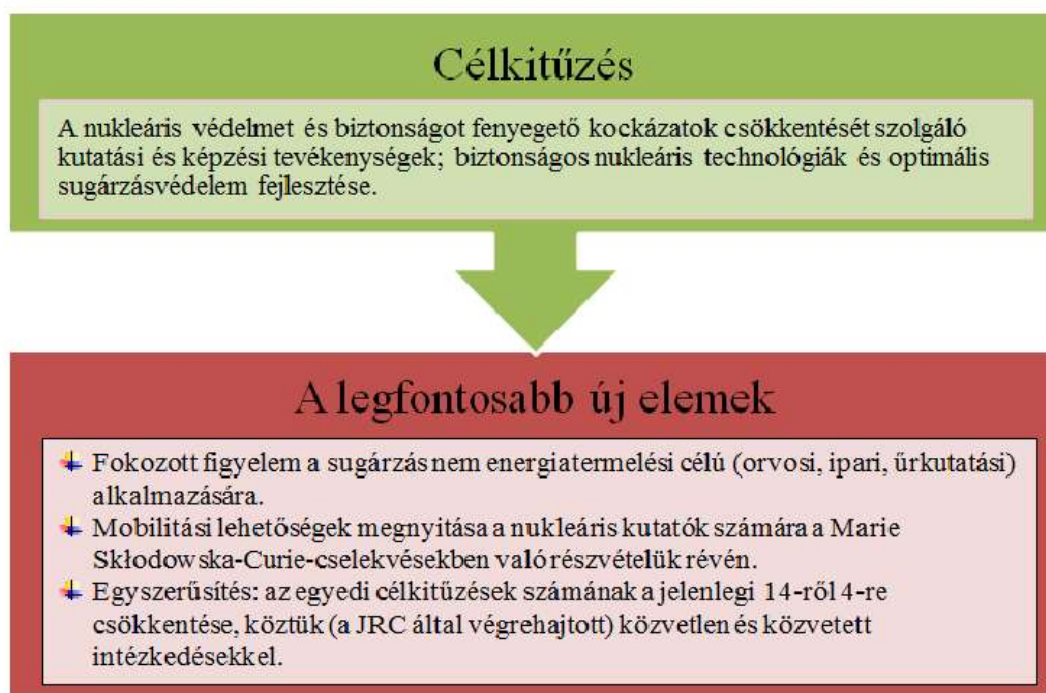 Célkitűzés
A nukleáris védelmet és biztonságot fenyegető kockázatok csökkentését szolgáló
kutatási és képzési tevékenységek; biztonságos nukleáris technológiák és optimális
sugárzásvédelem fejlesztése.
A legfontosabb új elemek
Fokozott figyelem a sugárzás nem energiatermelési célú (orvosi, ipari, űrkutatási)
alkalmazására.
Mobilitási lehetőségek megnyitása a nukleáris kutatók számára a Marie
Skłodowska-Curie-cselekvésekben való részvételük révén.
Egyszerűsítés: az egyedi célkitűzések számának a jelenlegi 14-ről 4-re
csökkentése, köztük (a JRC által végrehajtott) közvetlen és közvetett
intézkedésekkel.